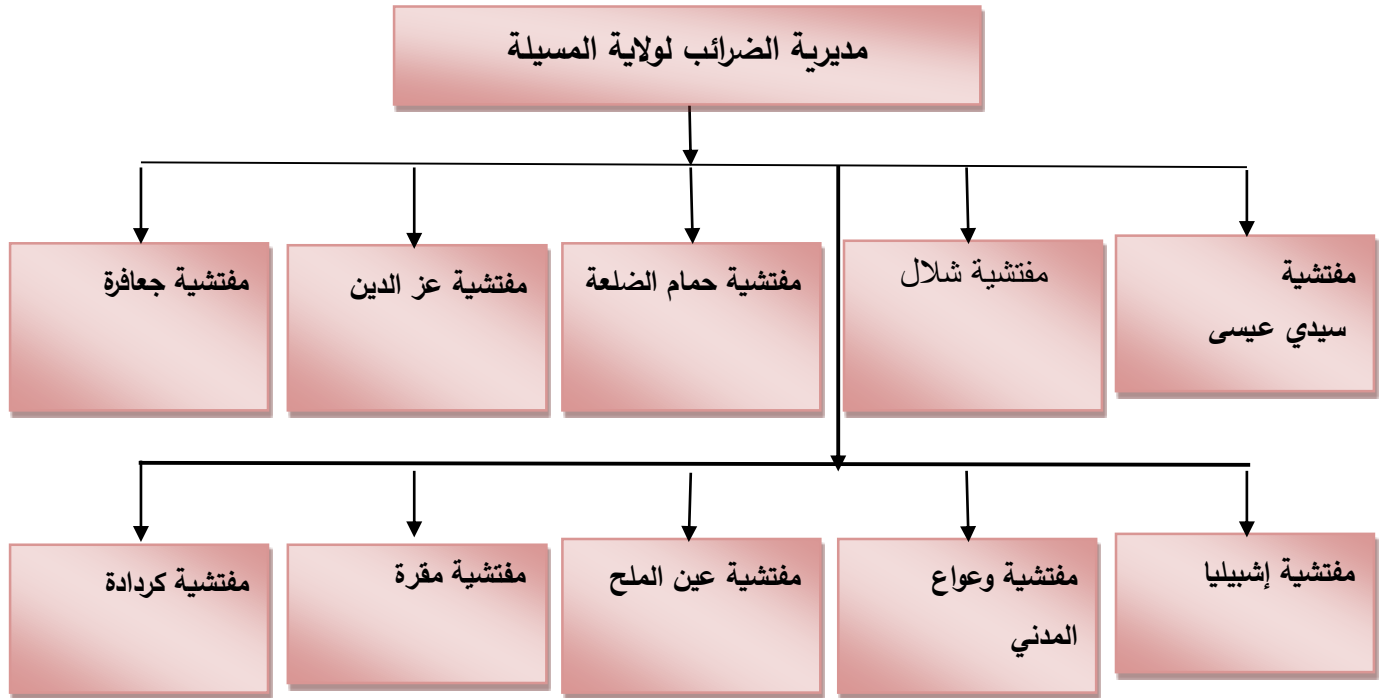 مديرية الضرائب لولاية المسيلة
مفتشية
سيدي عيسى
مفتشية شلال
مفتشية حمام الضلعة
مفتشية عز الدين
مفتشية جعافرة
مفتشية إشبيليا
مفتشية وعواع
المدني
مفتشية عين الملح
مفتشية مقرة
مفتشية كردادة